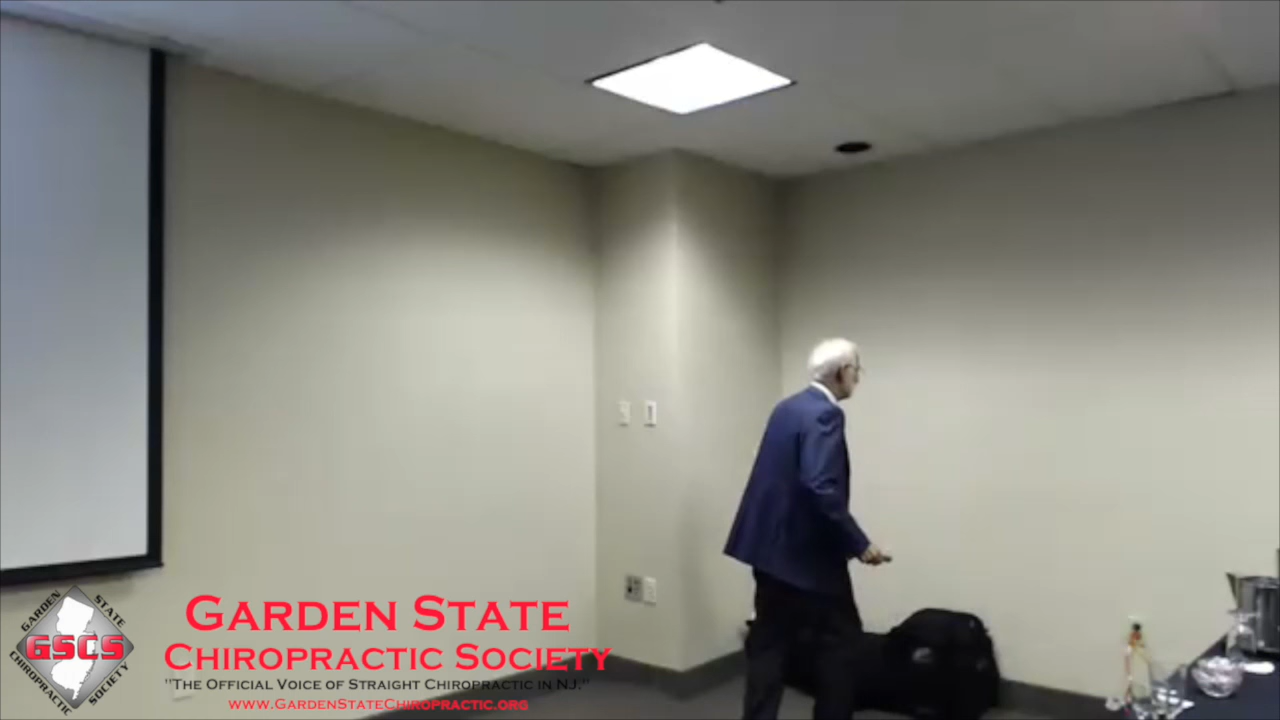 GARDEN STATE
CHIROPRACTIC SOCIETY
"THE OFFICIAL VOICE OF STRAIGHT CHIROPRACTIC IN NJ."
WWW.GARDENSTATECHIROPRACTIC.ORG
GARDEN STATE
GSCS
CHIROPRACTIC SOCIETY